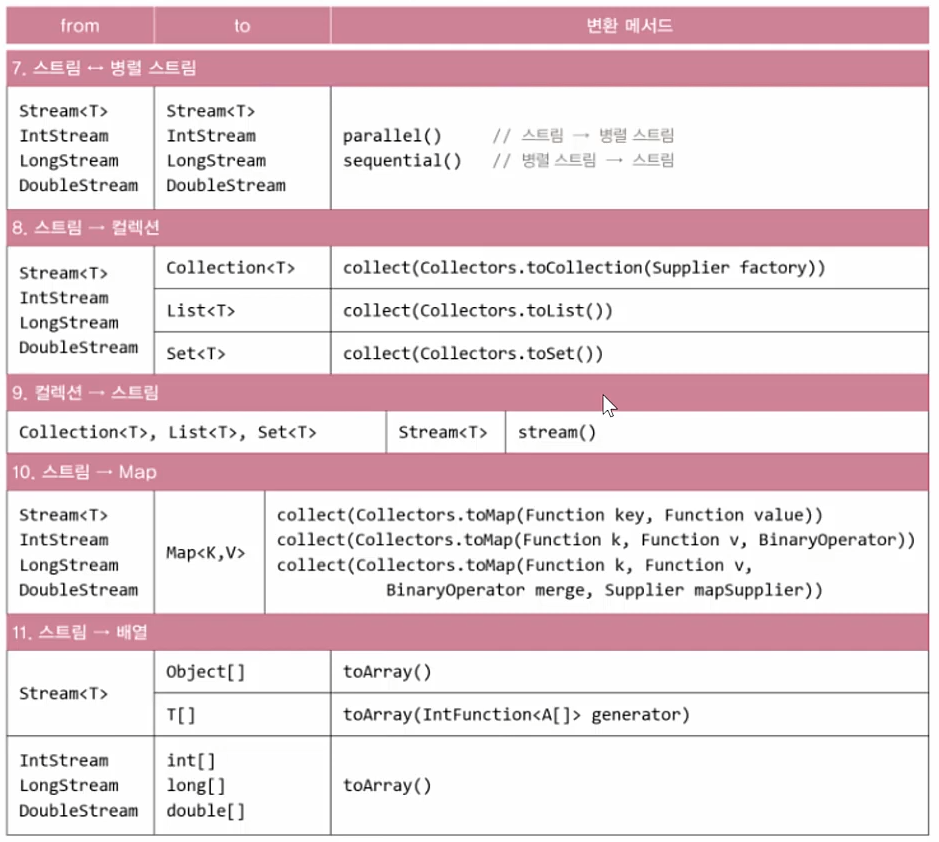 from to 변환 메서드
7. 스트림 ↔ 병렬 스트림
Stream<T> Stream<T>
IntStream IntStream parallel() // 스트림 → 병렬 스트림
LongStream LongStream sequential() // 병렬 스트림 → 스트림
DoubleStream DoubleStream
8. 스트림 → 컬렉션
Stream<T>
IntStream
LongStream
DoubleStream
Collection<T> collect(Collectors.toCollection(Supplier factory))
List<T> collect(Collectors.toList())
Set<T> collect(Collectors.toSet())
9. 컬렉션 → 스트림
Collection<T>, List<T>, Set<T> Stream<T> stream()
10. 스트림 → Map
Stream<T>
IntStream
LongStream
DoubleStream
Map<K,V>
collect(Collectors.toMap(Function key, Function value))
collect(Collectors.toMap(Function k, Function v, BinaryOperator))
collect(Collectors.toMap(Function k, Function v,
BinaryOperator merge, Supplier mapSupplier))
11. 스트림 → 배열
Stream<T>
Object[] toArray()
T[] toArray(IntFunction<A[]> generator)
IntStream int[]
LongStream long[] toArray()
DoubleStream double[]